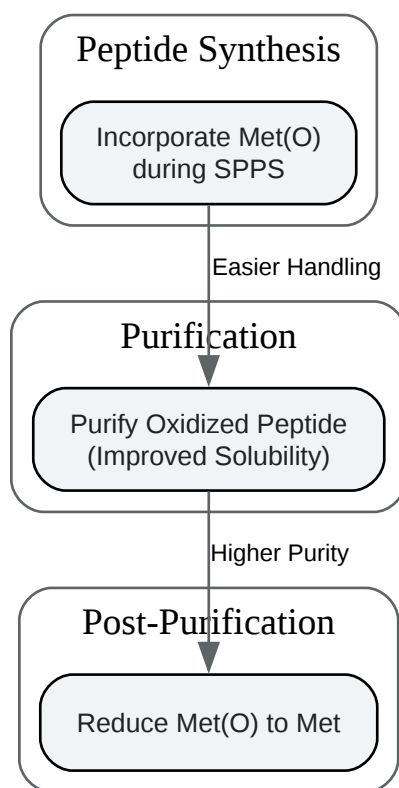 Peptide Synthesis
Incorporate Met(O)
during SPPS
Easier Handling
Purification
Purify Oxidized Peptide
(Improved Solubility)
Higher Purity
Post-Purification
Reduce Met(O) to Met